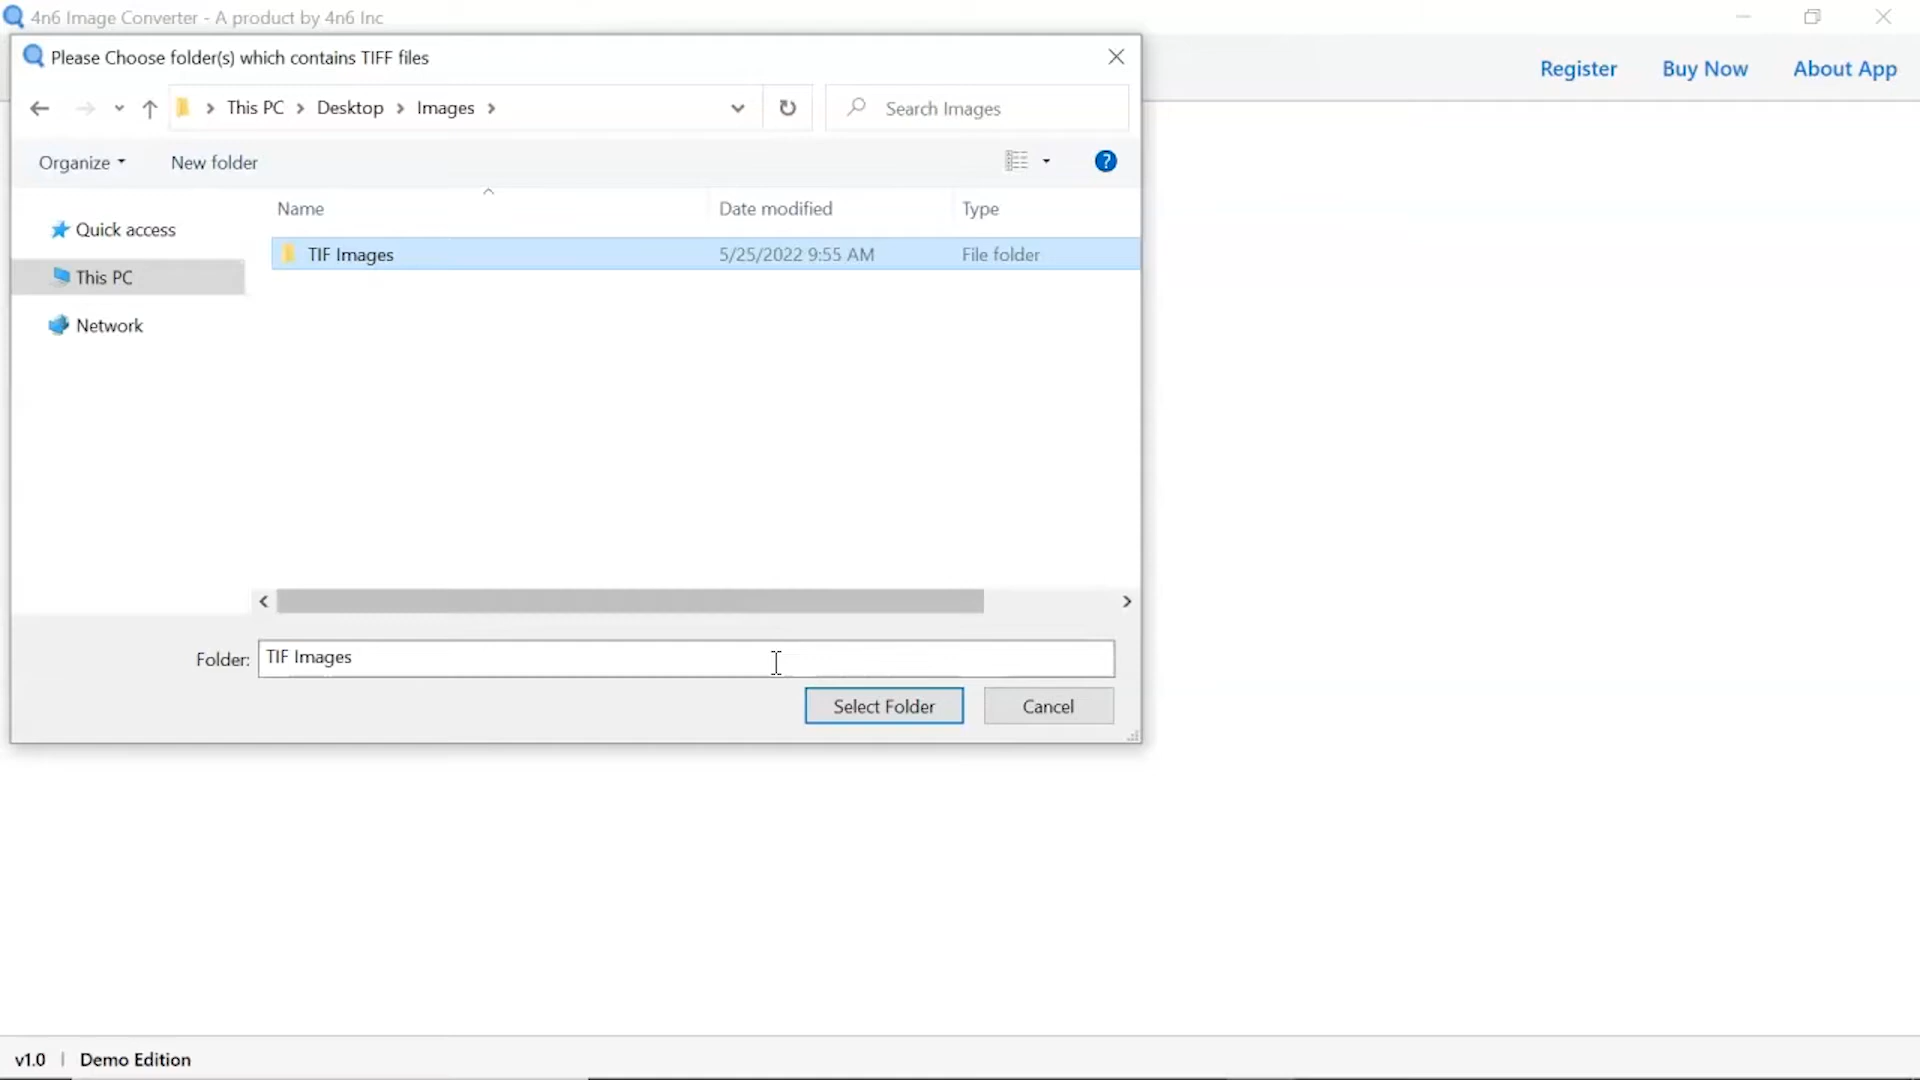 4n6 Image Converter - A product by 4n6 Inc
Please Choose folder(s) which contains TIFF files
Register Buy Now About App
This PC Desktop Images
Search Images
Organize New folder
?
Name Date modified Type
Quick access
TIF Images 5/25/2022 9:55 AM File folder
This PC
Network
Folder: TIF Images
Select Folder Cancel
v1.0 | Demo Edition